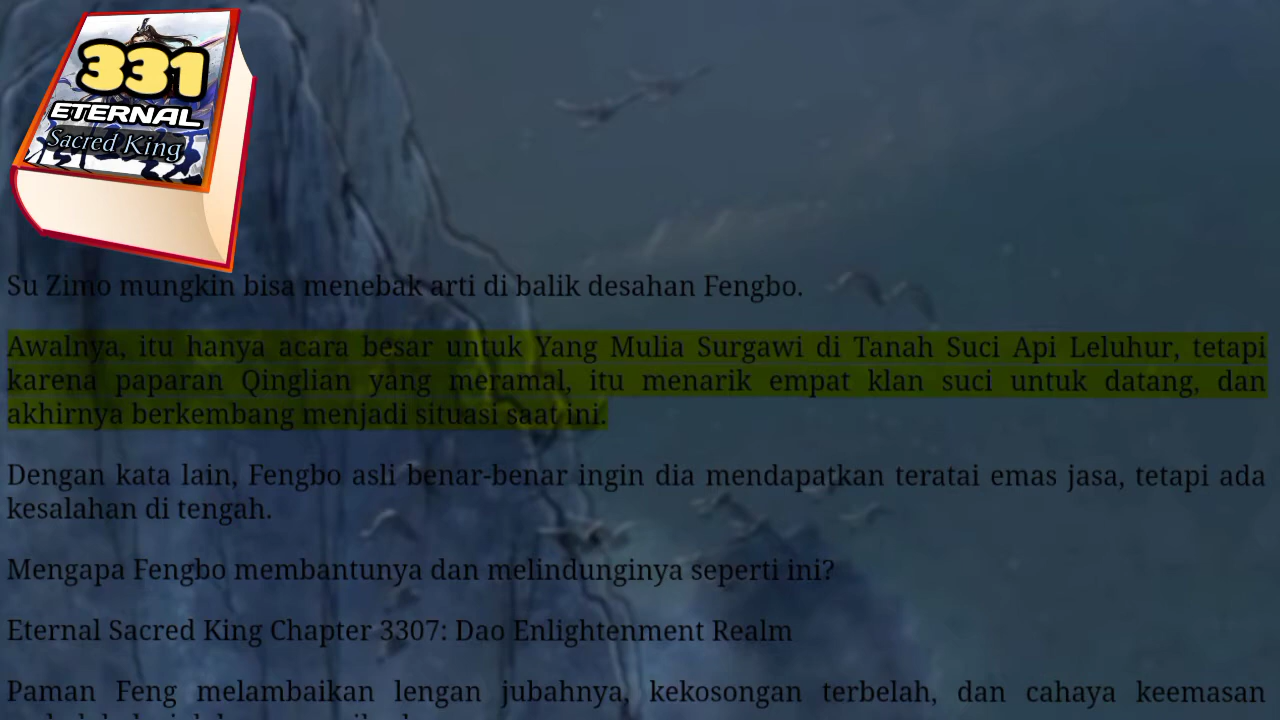 331
ETERNAL
Sacred King
Su Zimo mungkin bisa menebak arti di balik desahan Fengbo.
Awalnya, itu hanya acara besar untuk Yang Mulia Surgawi di Tanah Suci Api Leluhur, tetapi
karena paparan Qinglian yang meramal, itu menarik empat klan suci untuk datang, dan
akhirnya berkembang menjadi situasi saat ini.
Dengan kata lain, Fengbo asli benar-benar ingin dia mendapatkan teratai emas jasa, tetapi ada
kesalahan di tengah.
Mengapa Fengbo membantunya dan melindunginya seperti ini?
Eternal Sacred King Chapter 3307: Dao Enlightenment Realm
Paman Feng melambaikan lengan jubahnya, kekosongan terbelah, dan cahaya keemasan